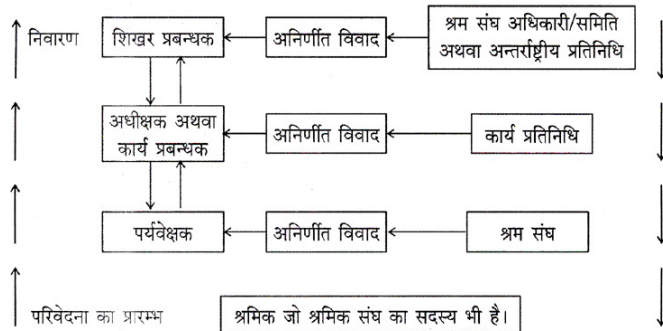 निवारण
शिखर प्रबन्धक
अनिर्णीत विवाद
श्रम संघ अधिकारी/समिति
अथवा अन्तर्राष्ट्रीय प्रतिनिधि
अधीक्षक अथवा
कार्य प्रबन्धक
अनिर्णीत विवाद
कार्य प्रतिनिधि
पर्यवेक्षक
अनिर्णीत विवाद
श्रम संघ
परिवेदना का प्रारम्भ
श्रमिक जो श्रमिक संघ का सदस्य भी है।